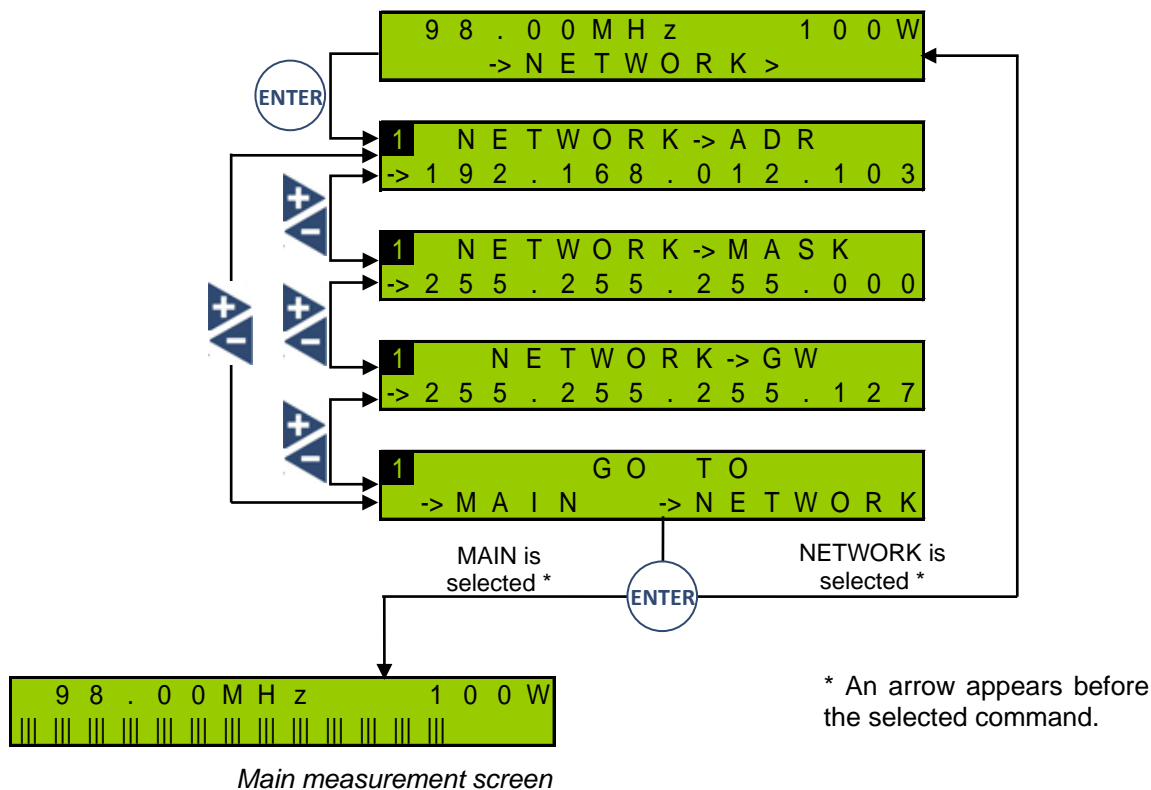 98.00MHz 100W
->NETWORK>
ENTER
1 NETWORK->ADR
->192.168.012.103
+
-
1 NETWORK->MASK
->255.255.255.000
+
-
+
-
1 NETWORK->GW
->255.255.255.127
+
-
1 GO TO
->MAIN ->NETWORK
MAIN is
selected *
ENTER
NETWORK is
selected *
98.00MHz 100W
* An arrow appears before
the selected command.
Main measurement screen